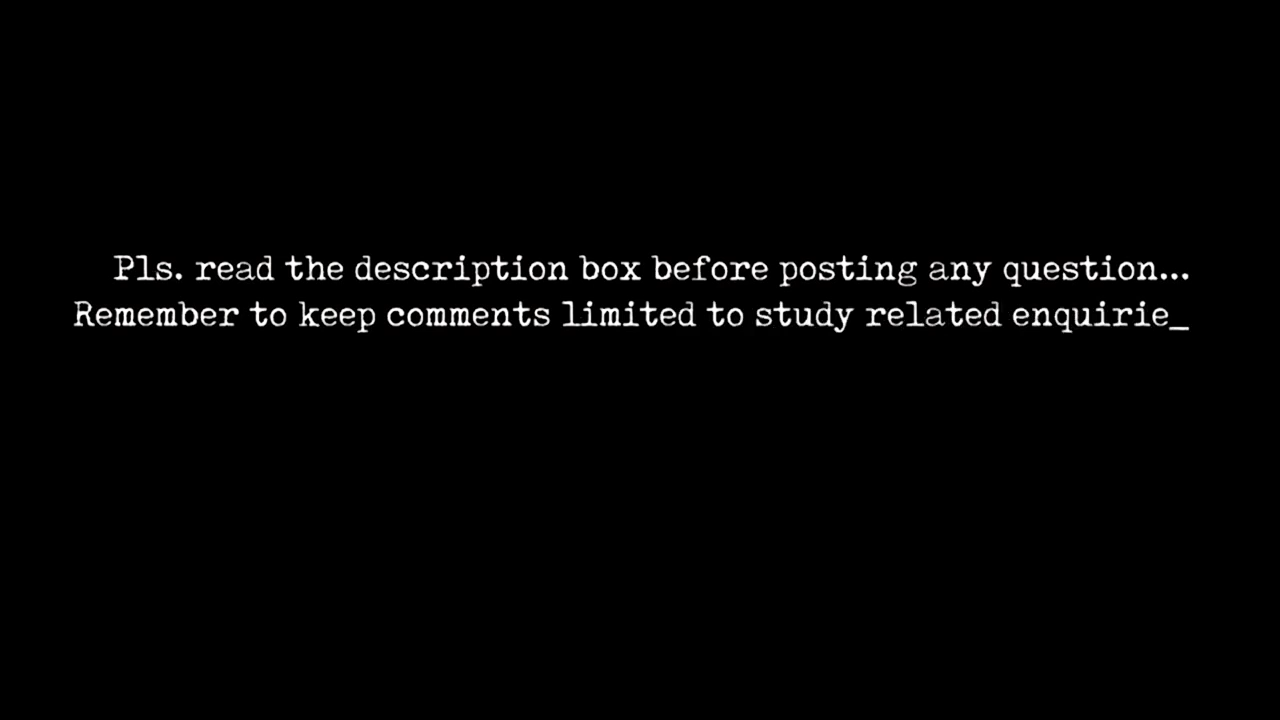 Pls. read the description box before posting any question...
Remember to keep comments limited to study related enquirie_